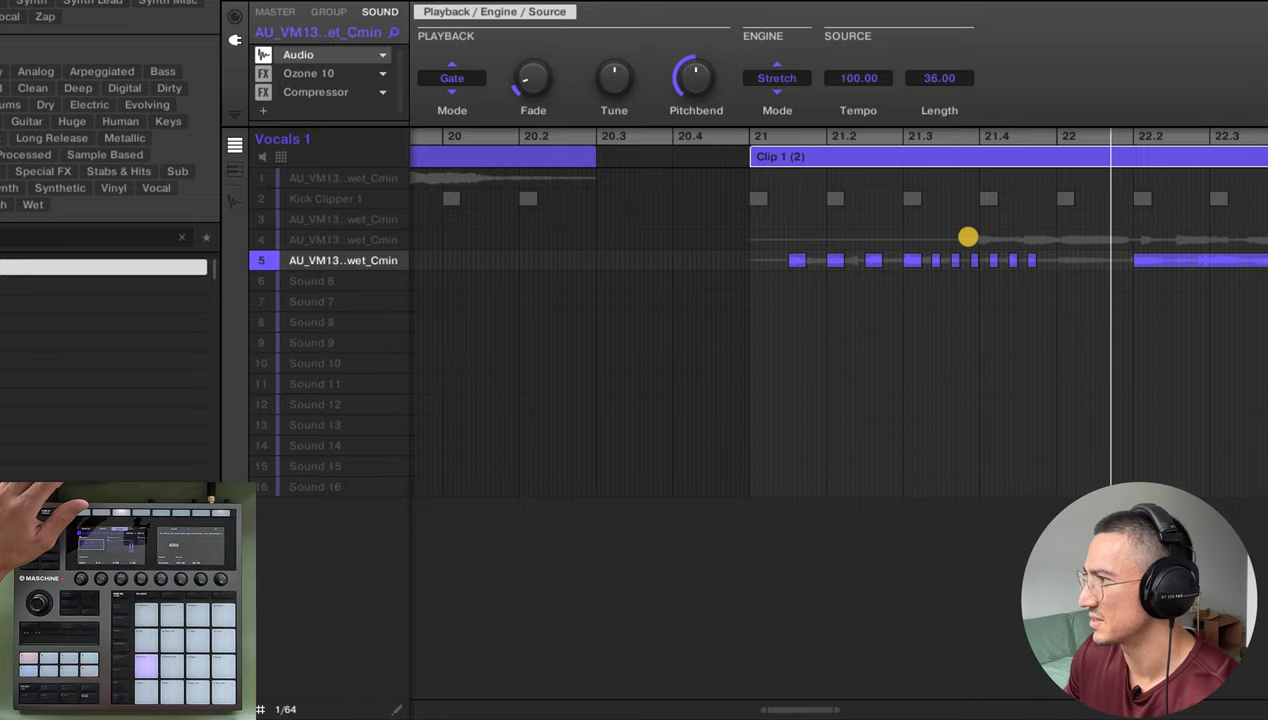 MASTER GROUP SOUND
AU_VM13..et_Cmin
Audio
FX Ozone 10
FX Compressor
+
Playback / Engine / Source
PLAYBACK
ENGINE
SOURCE
Gate
Stretch
100.00
36.00
Mode
Fade
Tune
Pitchbend
Mode
Tempo
Length
ocal Zap
Analog Arpeggiated Bass
Clean Deep Digital Dirty
ums Dry Electric Evolving
Guitar Huge Human Keys
Long Release Metallic
Processed Sample Based
Special FX Stabs & Hits Sub
nth Synthetic Vinyl Vocal
gh Wet
Vocals 1
20 20.2 20.3 20.4 21 21.2 21.3 21.4 22 22.2 22.3
Clip 1 (2)
1 AU_VM13..wet_Cmin
2 Kick Clipper 1
3 AU_VM13..wet_Cmin
4 AU_VM13..wet_Cmin
5 AU_VM13..wet_Cmin
6 Sound 6
7 Sound 7
8 Sound 8
9 Sound 9
10 Sound 10
11 Sound 11
12 Sound 12
13 Sound 13
14 Sound 14
15 Sound 15
16 Sound 16
1/64
MASCHINE+